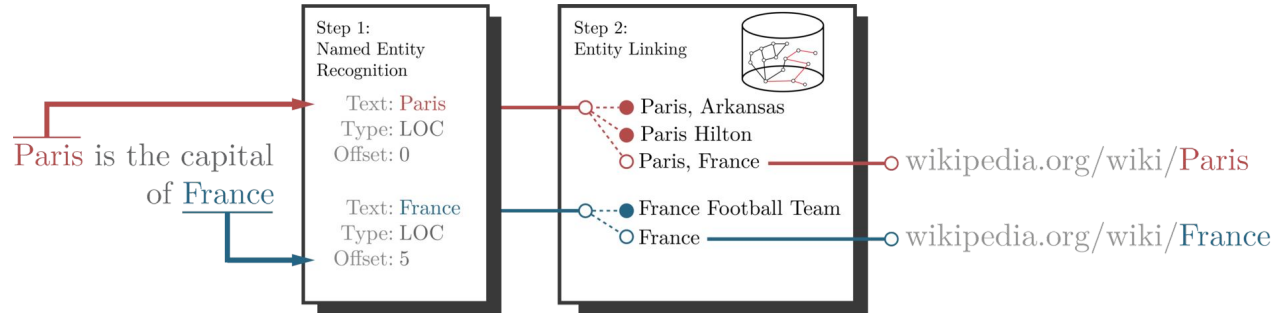 Paris is the capital
of France
Step 1:
Named Entity
Recognition
Text: Paris
Type: LOC
Offset: 0
Text: France
Type: LOC
Offset: 5
Step 2:
Entity Linking
Paris, Arkansas
Paris Hilton
Paris, France
France Football Team
France
wikipedia.org/wiki/Paris
wikipedia.org/wiki/France